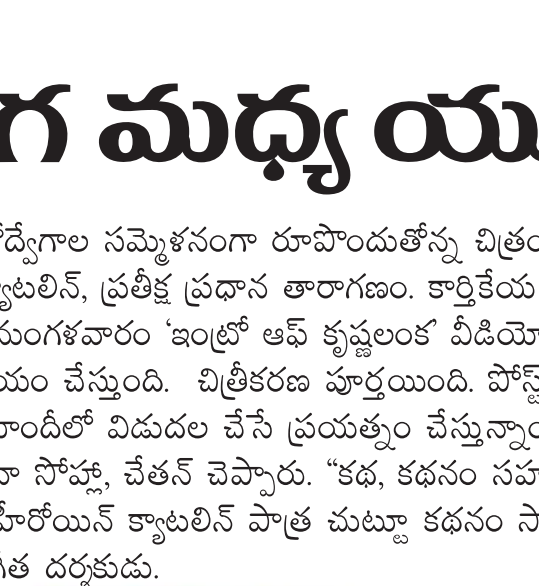 గ మధ్య యు
ద్వేగాల సమ్మెళనంగా రూపొందుతోన్న చిత్రం
క్యాటలిన్, ప్రతీక్ష ప్రధాన తారాగణం. కార్తికేయ
మంగళవారం ‘ఇంట్రో ఆఫ్ కృష్ణలంక’ వీడియో
యం చేస్తుంది. చిత్రీకరణ పూర్తయింది. పోస్ట్
హిందీలో విడుదల చేసే ప్రయత్నం చేస్తున్నాం
నా సోహ్లా, చేతన్ చెప్పారు. “కథ, కథనం సహ
హీరోయిన్ క్యాటలిన్ పాత్ర చుట్టూ కథనం సా
గీత దర్శకుడు.